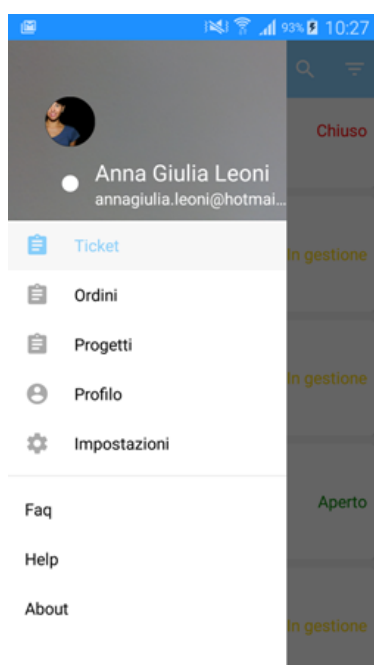 93% 10:27
Chiuso
Anna Giulia Leoni
annagiulia.leoni@hotmai...
Ticket
In gestione
Ordini
Progetti
In gestione
Profilo
Impostazioni
Faq
Aperto
Help
About
In gestione